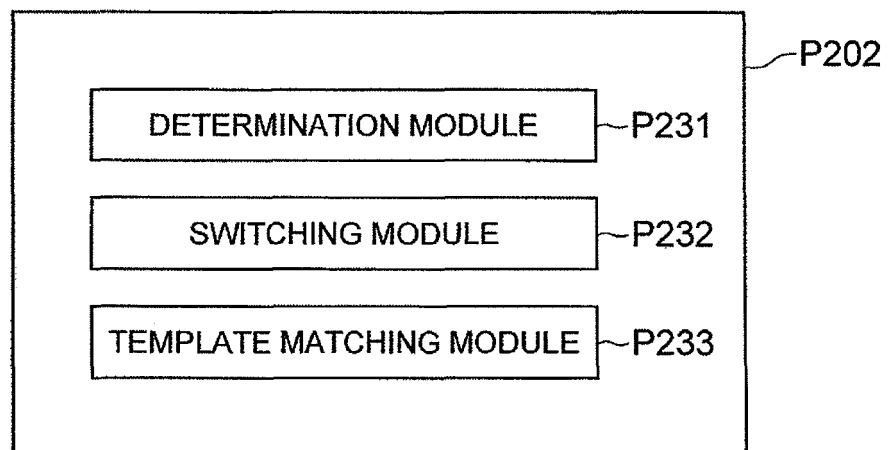 P202
DETERMINATION MODULE P231
SWITCHING MODULE P232
TEMPLATE MATCHING MODULE P233